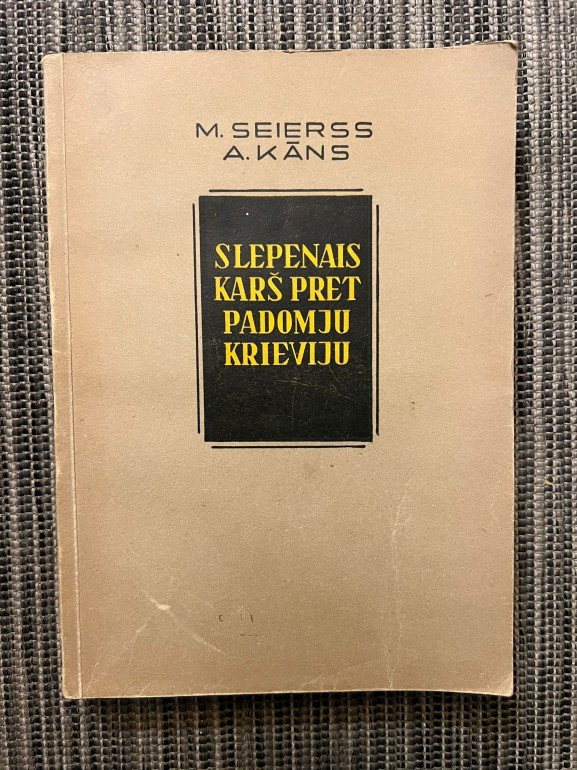 M. SEIERSS
A. KĀNS
SLEPENAIS
KARŠ PRET
PADOMJU
KRIEVIJU